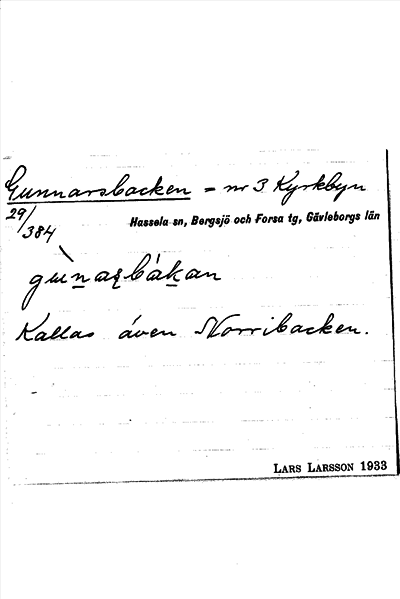 Gunnarsbacken = nr 3 Kyrkbyn
29/384
Hassela sn, Bergsjö och Forsa tg, Gävleborgs län
Kallas även Norribacken.
LARS LARSSON 1933